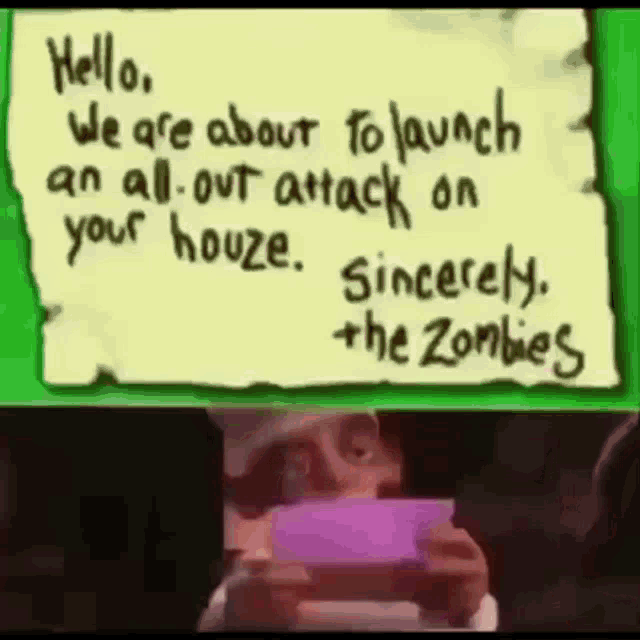 Hello,
We are about to launch
an all-out attack on
your houze.
Sincerely,
the Zombies